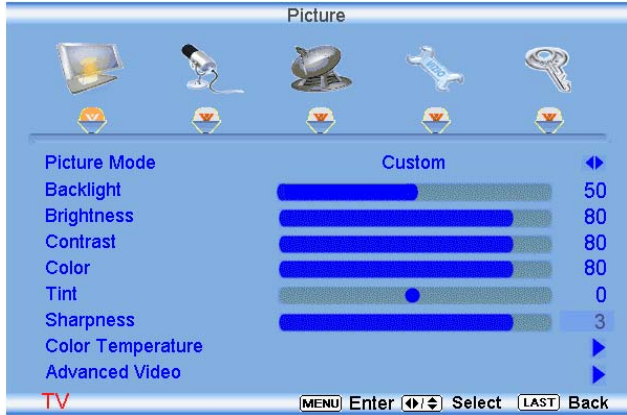 Picture
Picture Mode Custom
Backlight 50
Brightness 80
Contrast 80
Color 80
Tint 0
Sharpness 3
Color Temperature
Advanced Video
TV MENU Enter Select LAST Back